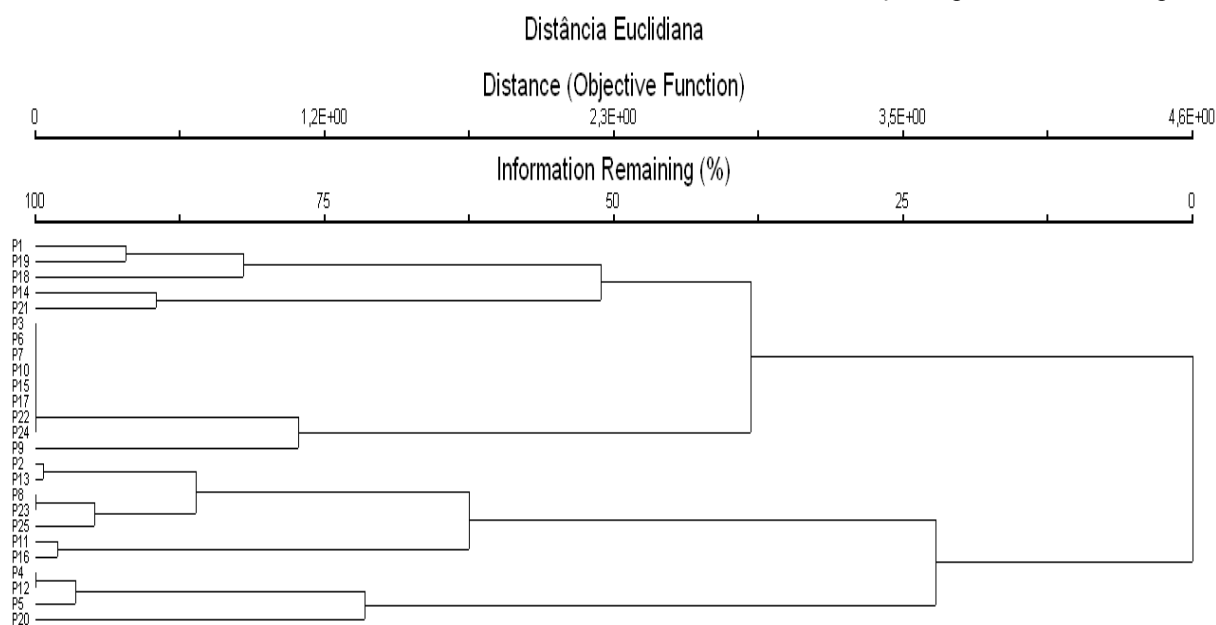 Distância Euclidiana
Distance (Objective Function)
0 1,2E+00 2,3E+00 3,5E+00 4,6E+00
Information Remaining (%)
100 75 50 25 0
P1
P19
P18
P14
P21
P3
P6
P7
P10
P15
P17
P22
P24
P9
P2
P13
P8
P23
P25
P11
P16
P4
P12
P5
P20